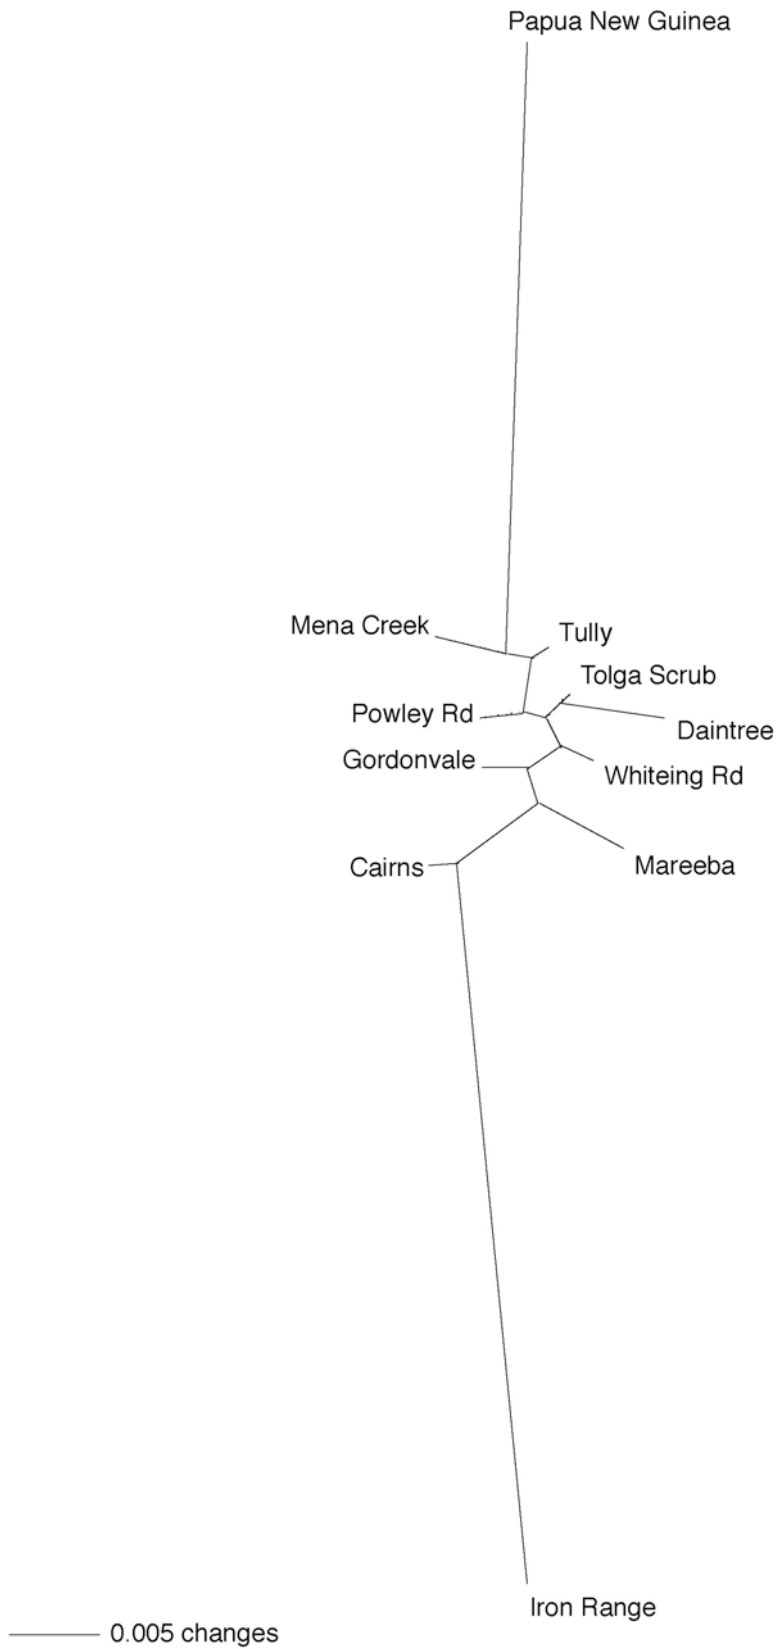 Papua New Guinea
Mena Creek
Tully
Tolga Scrub
Powley Rd
Daintree
Gordonvale
Whiteing Rd
Cairns
Mareeba
Iron Range
0.005 changes